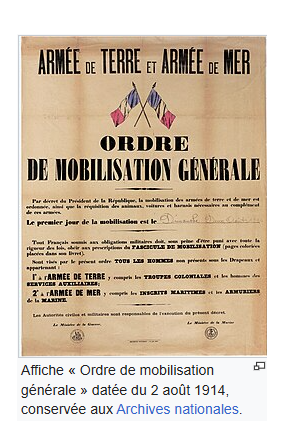 ARMÉE DE TERRE ET ARMÉE DE MER
ORDRE
DE MOBILISATION GÉNÉRALE
Par décret du Président de la République, la mobilisation des armées de terre et de mer est
ordonnée, ainsi que la réquisition des animaux, voitures et harnais nécessaires au complément
de ces armées.
Le premier jour de la mobilisation est le
Tout Français soumis aux obligations militaires doit, sous peine d'être puni avec toute la
rigueur des lois, obéir aux prescriptions du FASCICULE DE MOBILISATION (pages coloriées
placées dans son livret).
Sont visés par le présent ordre TOUS LES HOMMES non présents sous les Drapeaux et
appartenant :
1° à l'ARMÉE DE TERRE y compris les TROUPES COLONIALES et les hommes des
SERVICES AUXILIAIRES;
2° à l'ARMÉE DE MER y compris les INSCRITS MARITIMES et les ARMURIERS
de la MARINE.
Les Autorités civiles et militaires sont responsables de l'exécution du présent décret.
Le Ministre de la Guerre,
Le Ministre de la Marine,
Affiche « Ordre de mobilisation
générale » datée du 2 août 1914,
conservée aux Archives nationales.